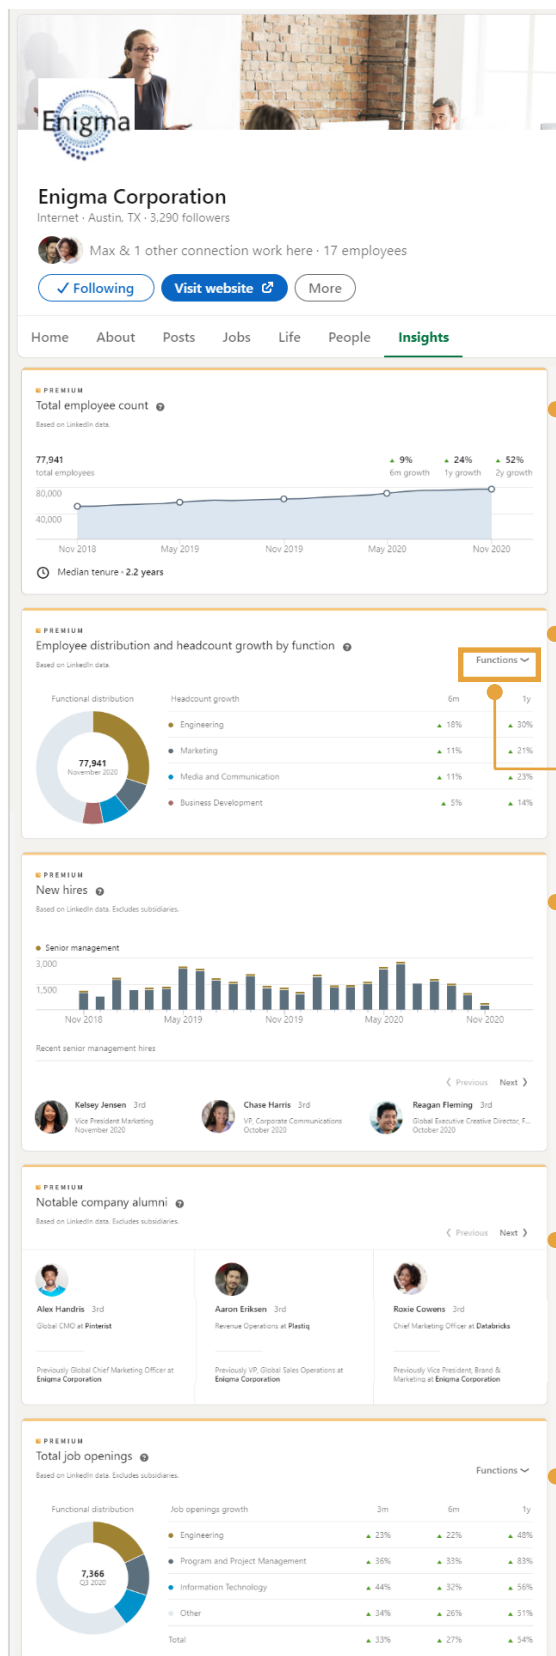 Enigma
Enigma Corporation
Internet · Austin, TX · 3,290 followers
Max & 1 other connection work here · 17 employees
✓ Following Visit website More
Home About Posts Jobs Life People Insights
PREMIUM
Total employee count
Based on LinkedIn data.
77,941 ▲ 9% ▲ 24% ▲ 52%
total employees 6m growth 1y growth 2y growth
80,000
40,000
Nov 2018 May 2019 Nov 2019 May 2020 Nov 2020
Median tenure · 2.2 years
PREMIUM
Employee distribution and headcount growth by function
Based on LinkedIn data.
Functions
Functional distribution Headcount growth 6m 1y
Engineering ▲ 18% ▲ 30%
77,941
November 2020
Marketing ▲ 11% ▲ 21%
Media and Communication ▲ 11% ▲ 23%
Business Development ▲ 5% ▲ 14%
PREMIUM
New hires
Based on LinkedIn data. Excludes subsidiaries.
Senior management
3,000
1,500
Nov 2018 May 2019 Nov 2019 May 2020 Nov 2020
Recent senior management hires
Previous Next
Kelsey Jensen 3rd
Vice President Marketing
November 2020
Chase Harris 3rd
VP, Corporate Communications
October 2020
Reagan Fleming 3rd
Global Executive Creative Director, F...
October 2020
PREMIUM
Notable company alumni
Based on LinkedIn data. Excludes subsidiaries.
Previous Next
Alex Handris 3rd
Global CMO at Pinterist
Previously Global Chief Marketing Officer at
Enigma Corporation
Aaron Eriksen 3rd
Revenue Operations at Plastiq
Previously VP, Global Sales Operations at
Enigma Corporation
Roxie Cowens 3rd
Chief Marketing Officer at Databricks
Previously Vice President, Brand &
Marketing at Enigma Corporation
PREMIUM
Total job openings
Based on LinkedIn data. Excludes subsidiaries.
Functions
Functional distribution Job openings growth 3m 6m 1y
Engineering ▲ 23% ▲ 22% ▲ 48%
Program and Project Management ▲ 36% ▲ 33% ▲ 83%
7,366
Q3 2020
Information Technology ▲ 44% ▲ 32% ▲ 56%
Other ▲ 34% ▲ 26% ▲ 51%
Total ▲ 33% ▲ 27% ▲ 54%